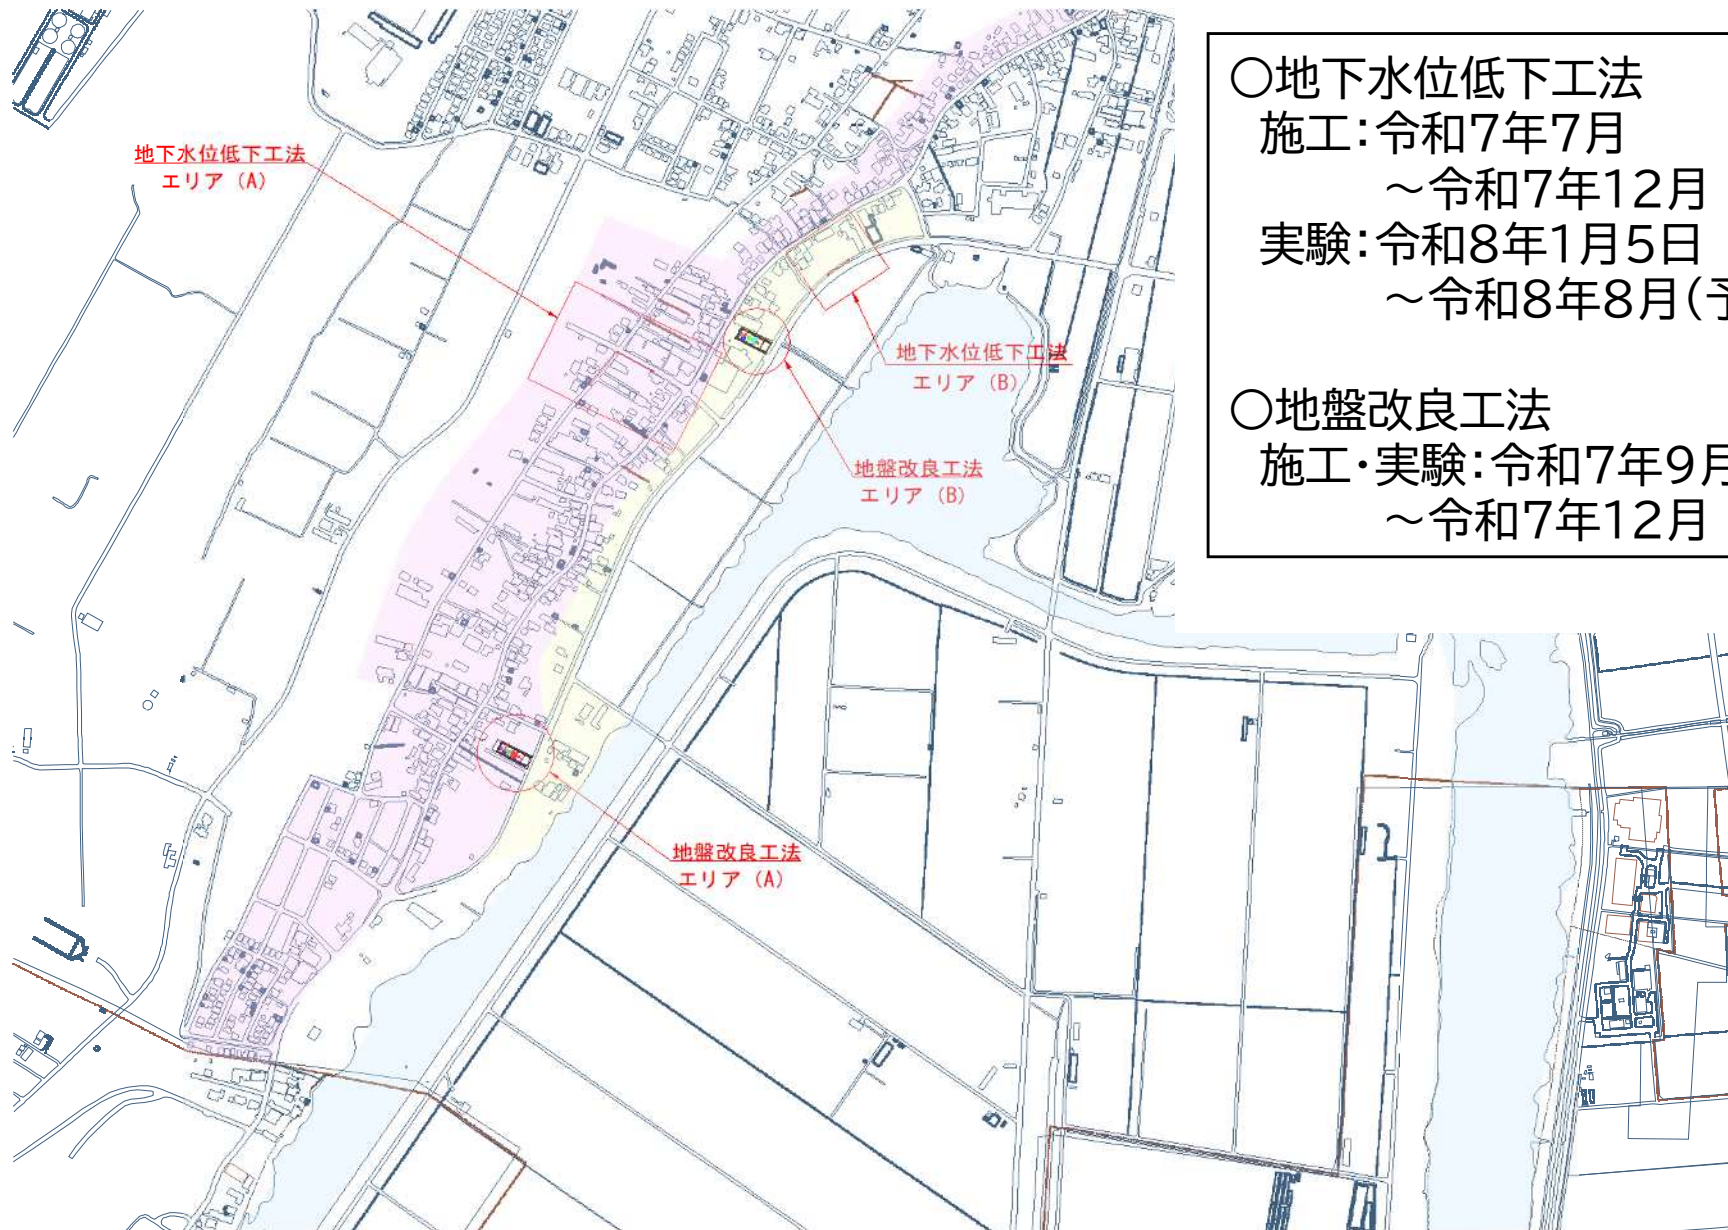 地下水位低下工法
エリア（A）
地下水位低下工法
エリア（B）
地盤改良工法
エリア（B）
地盤改良工法
エリア（A）
〇地下水位低下工法
施工：令和7年7月
～令和7年12月
実験：令和8年1月5日
～令和8年8月（予
〇地盤改良工法
施工・実験：令和7年9月
～令和7年12月